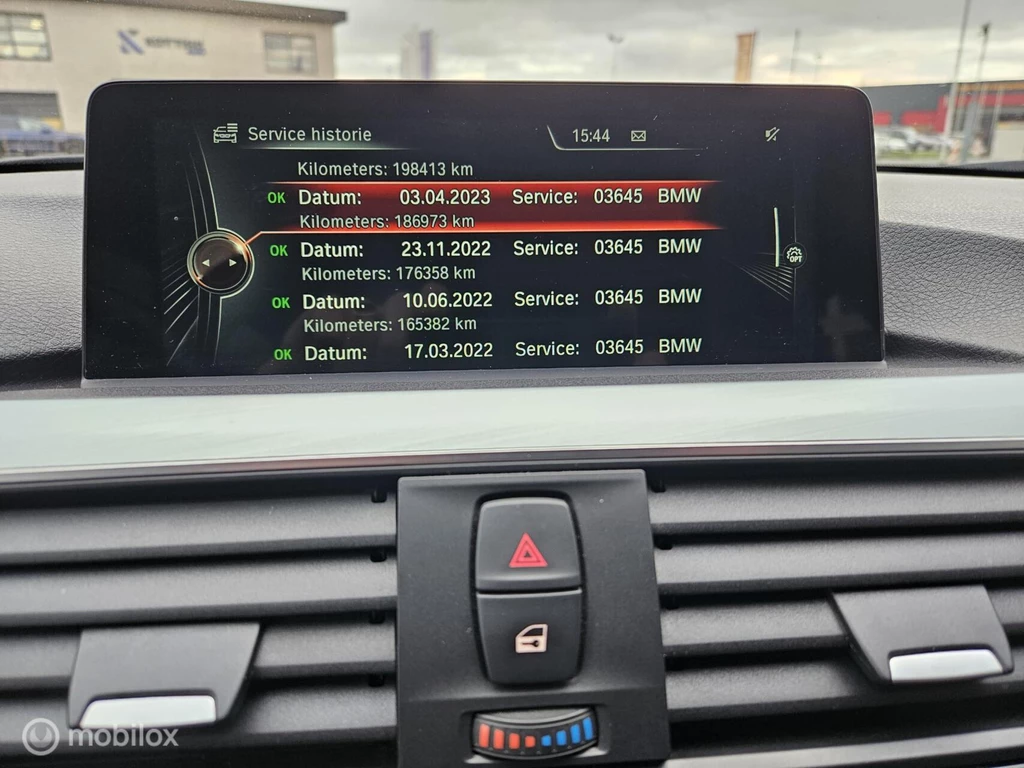 Service historie
15:44
Kilometers: 198413 km
OK Datum: 03.04.2023 Service: 03645 BMW
Kilometers: 186973 km
OK Datum: 23.11.2022 Service: 03645 BMW
Kilometers: 176358 km
OK Datum: 10.06.2022 Service: 03645 BMW
Kilometers: 165382 km
OK Datum: 17.03.2022 Service: 03645 BMW
OPT
mobilox